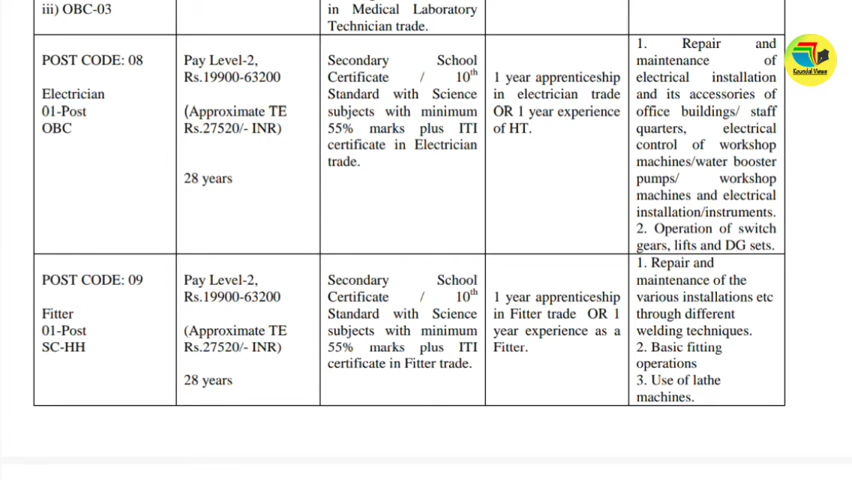 iii) OBC-03
in Medical Laboratory
Technician trade.
POST CODE: 08
Electrician
01-Post
OBC
Pay Level-2,
Rs.19900-63200
(Approximate TE
Rs.27520/- INR)
28 years
Secondary School
Certificate / 10th
Standard with Science
subjects with minimum
55% marks plus ITI
certificate in Electrician
trade.
1 year apprenticeship
in electrician trade
OR 1 year experience
of HT.
1. Repair and
maintenance of
electrical installation
and its accessories of
office buildings/ staff
quarters, electrical
control of workshop
machines/water booster
pumps/ workshop
machines and electrical
installation/instruments.
2. Operation of switch
gears, lifts and DG sets.
POST CODE: 09
Fitter
01-Post
SC-HH
Pay Level-2,
Rs.19900-63200
(Approximate TE
Rs.27520/- INR)
28 years
Secondary School
Certificate / 10th
Standard with Science
subjects with minimum
55% marks plus ITI
certificate in Fitter trade.
1 year apprenticeship
in Fitter trade OR 1
year experience as a
Fitter.
1. Repair and
maintenance of the
various installations etc
through different
welding techniques.
2. Basic fitting
operations
3. Use of lathe
machines.